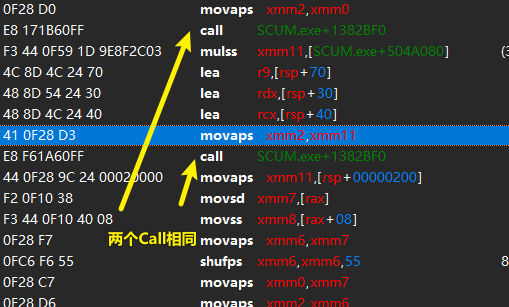 0F28 D0 movaps xmm2,xmm0
E8 171B60FF call SCUM.exe+1382BF0
F3 44 0F59 1D 9E8F2C03 mulss xmm11,[SCUM.exe+504A080] (3
4C 8D 4C 24 70 lea r9,[rsp+70]
48 8D 54 24 30 lea rdx,[rsp+30]
48 8D 4C 24 40 lea rcx,[rsp+40]
41 0F28 D3 movaps xmm2,xmm11
E8 F61A60FF call SCUM.exe+1382BF0
44 0F28 9C 24 00020000 movaps xmm11,[rsp+00000200]
F2 0F10 38 movsd xmm7,[rax]
F3 44 0F10 40 08 movss xmm8,[rax+08]
两个Call相同
0F28 F7 movaps xmm6,xmm7
0FC6 F6 55 shufps xmm6,xmm6,55 8
0F28 C7 movaps xmm0,xmm7
0F28 D6 movaps xmm2,xmm6